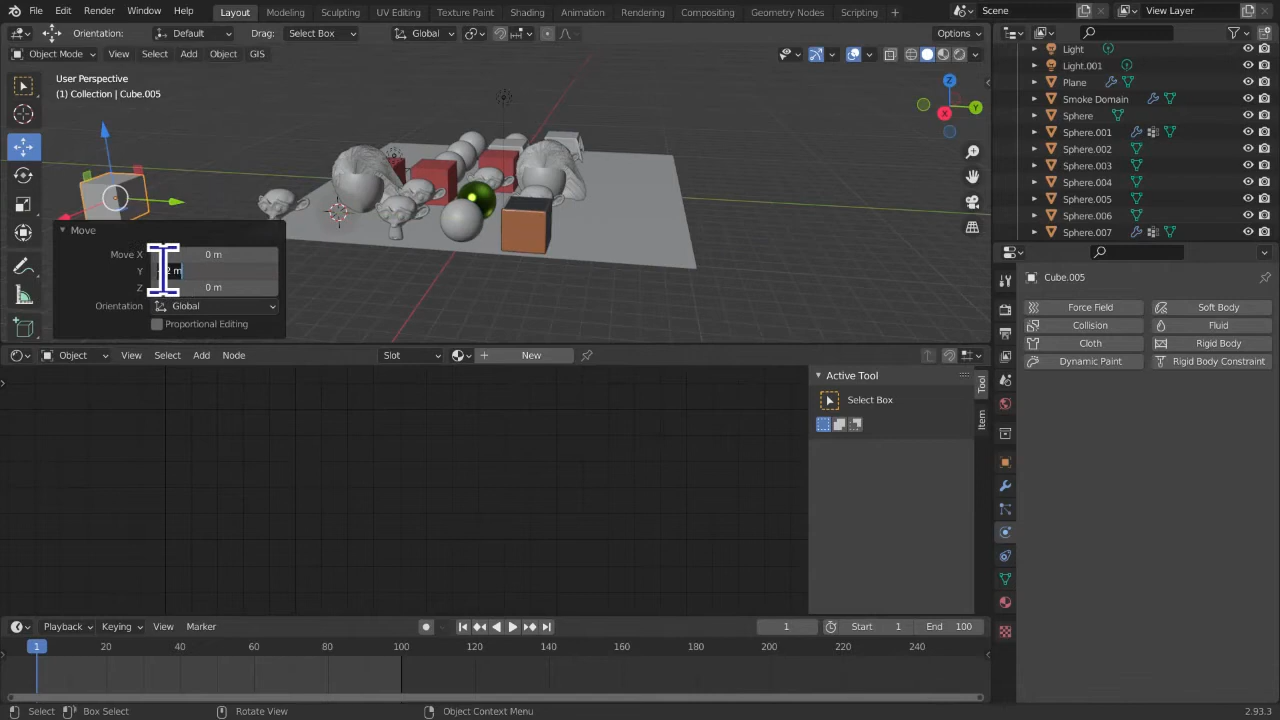 File Edit Render Window Help Layout Modeling Sculpting UV Editing Texture Paint Shading Animation Rendering Compositing Geometry Nodes Scripting + Scene View Layer
Orientation: Default Drag: Select Box Global Options
Object Mode View Select Add Object GIS
User Perspective
(1) Collection | Cube.005
Z
Y
X
Light
Light.001
Plane
Smoke Domain
Sphere
Sphere.001
Sphere.002
Sphere.003
Sphere.004
Sphere.005
Sphere.006
Sphere.007
Move
Move X 0 m
Y 2 m
Z 0 m
Orientation Global
Proportional Editing
Cube.005
Force Field Soft Body
Collision Fluid
Cloth Rigid Body
Dynamic Paint Rigid Body Constraint
Object View Select Add Node Slot New
Active Tool
Select Box
Tool
Item
Playback Keying View Marker 1 Start 1 End 100
1 20 40 60 80 100 120 140 160 180 200 220 240
Select Box Select Rotate View Object Context Menu 2.93.3